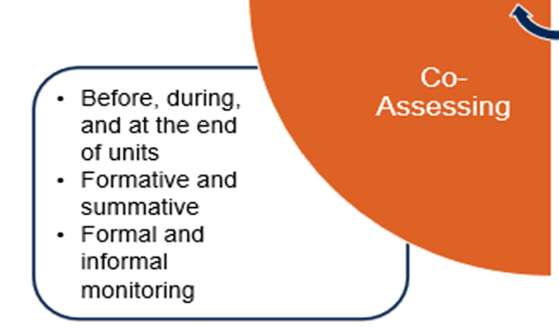 Co-
Assessing
• Before, during,
and at the end
of units
• Formative and
summative
• Formal and
informal
monitoring